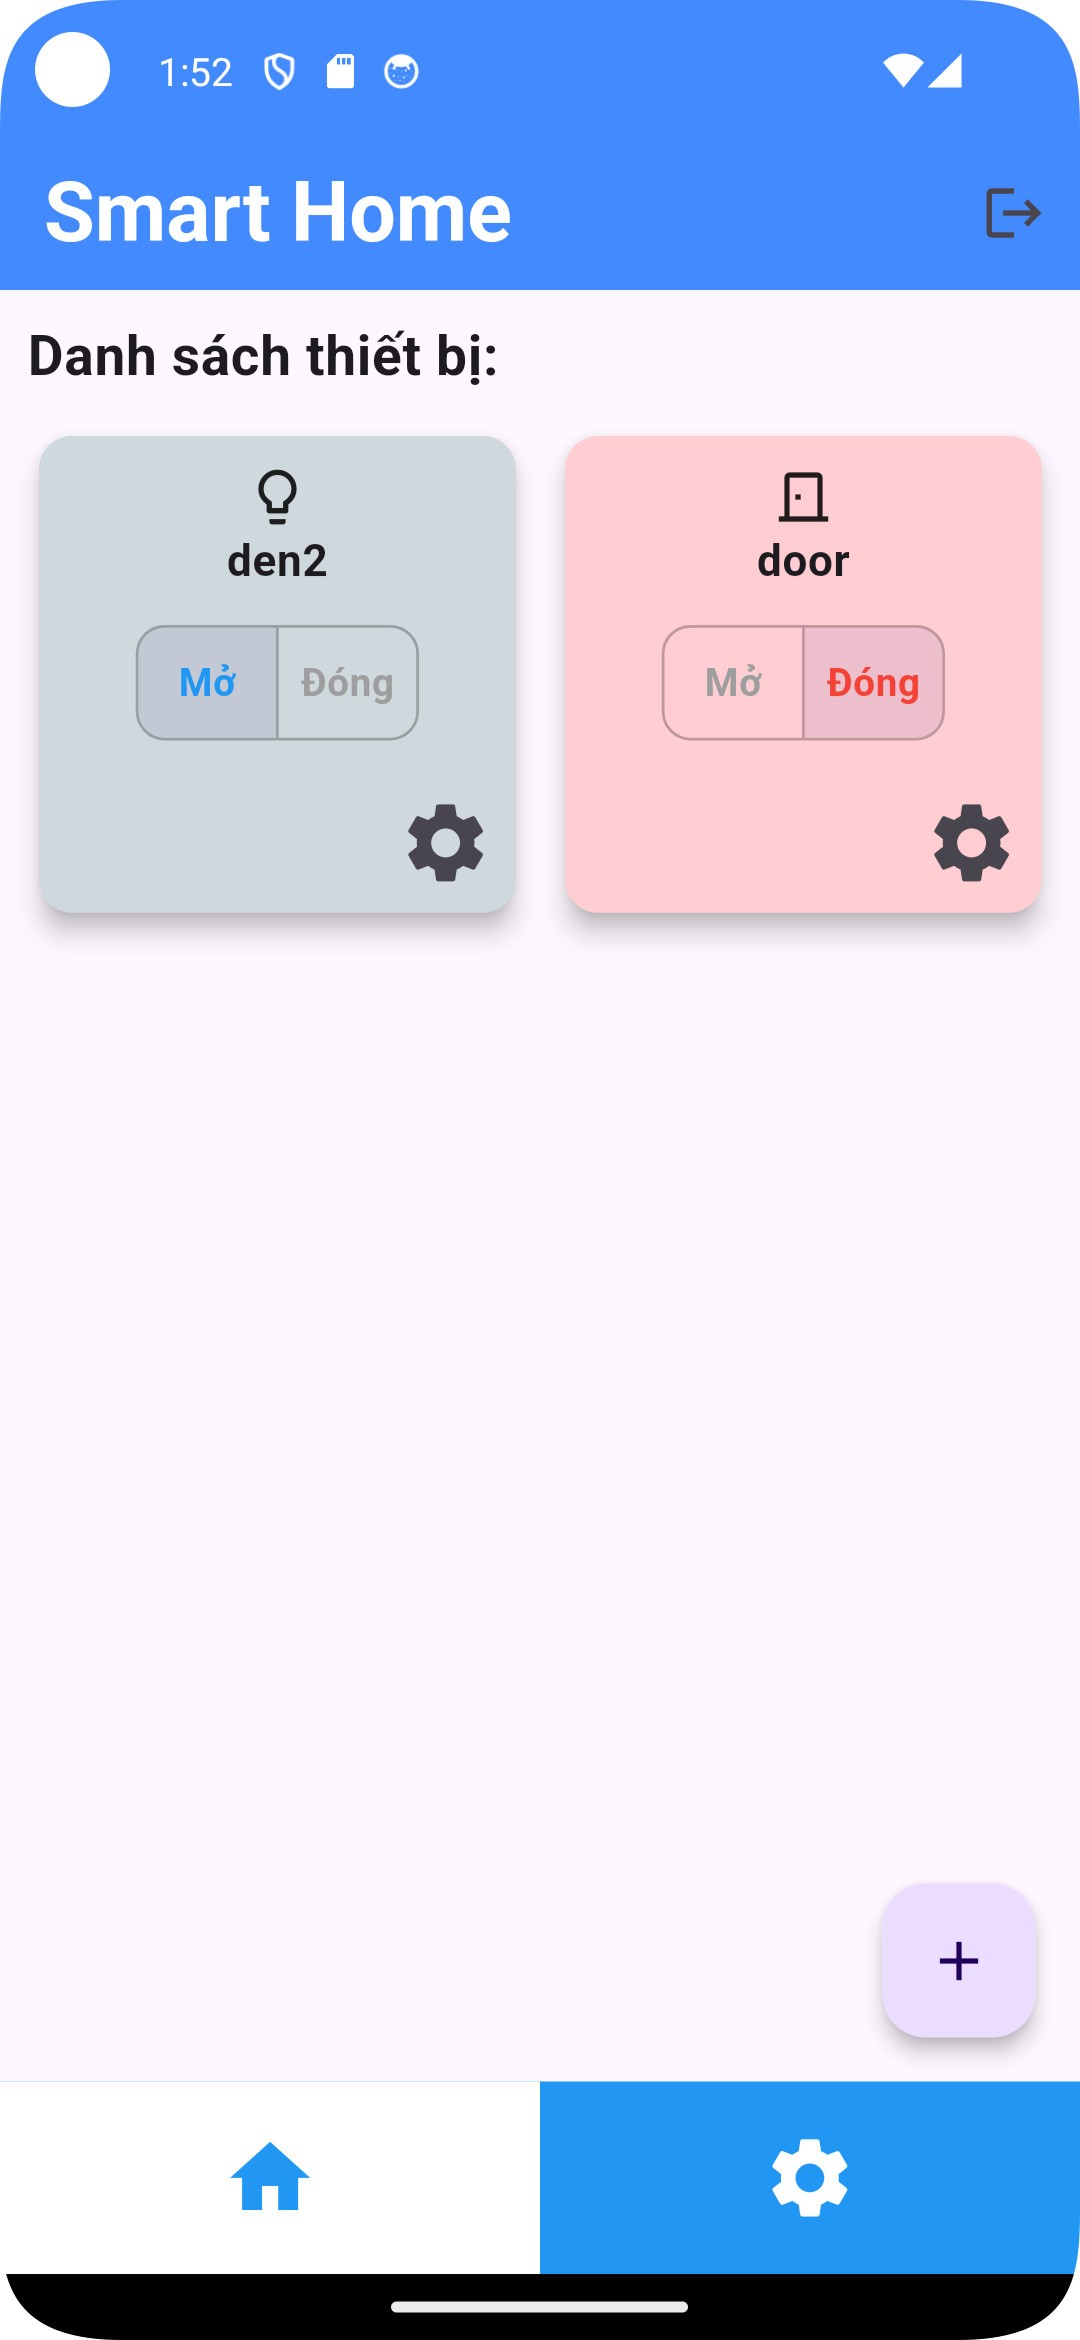 1:52
Smart Home
Danh sách thiết bị:
den2
Mở Đóng
door
Mở Đóng